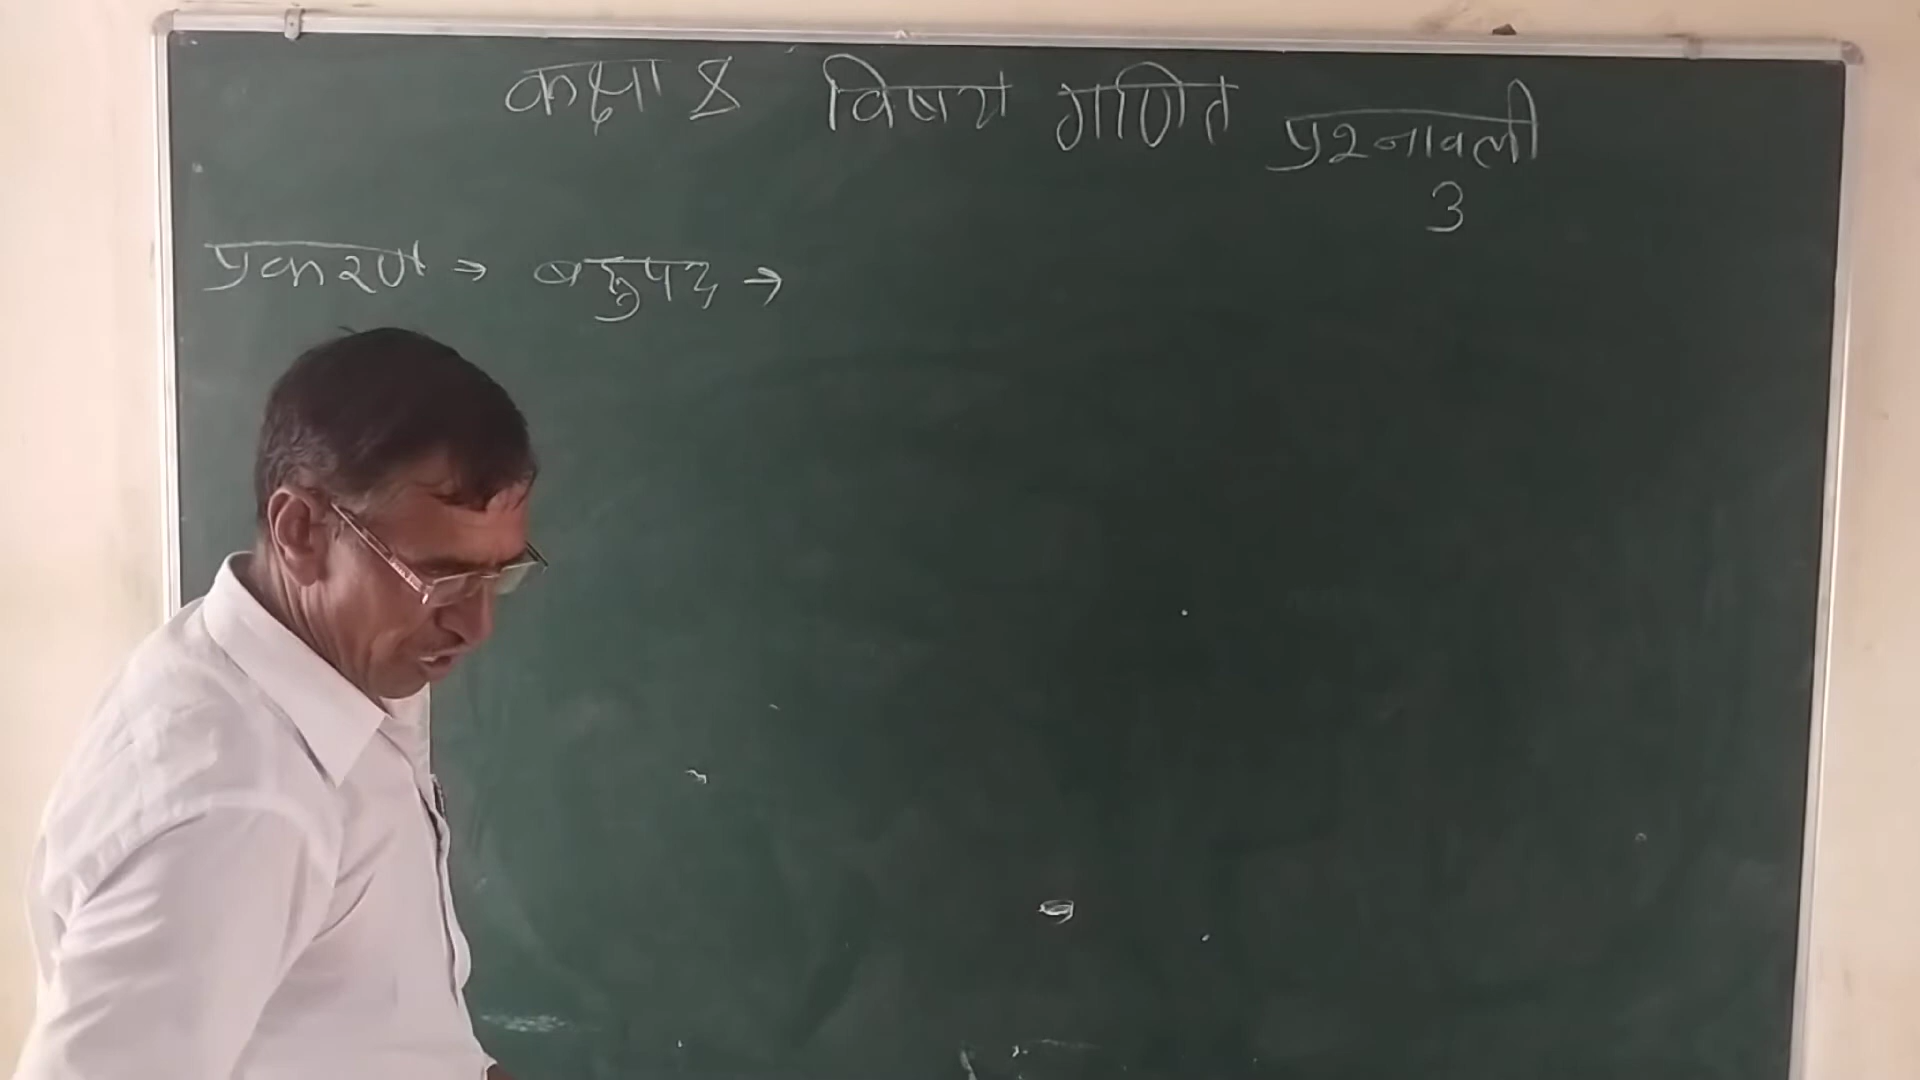 कक्षा 8 विषय गणित प्रश्नावली
3
प्रकरण → बहुपद →